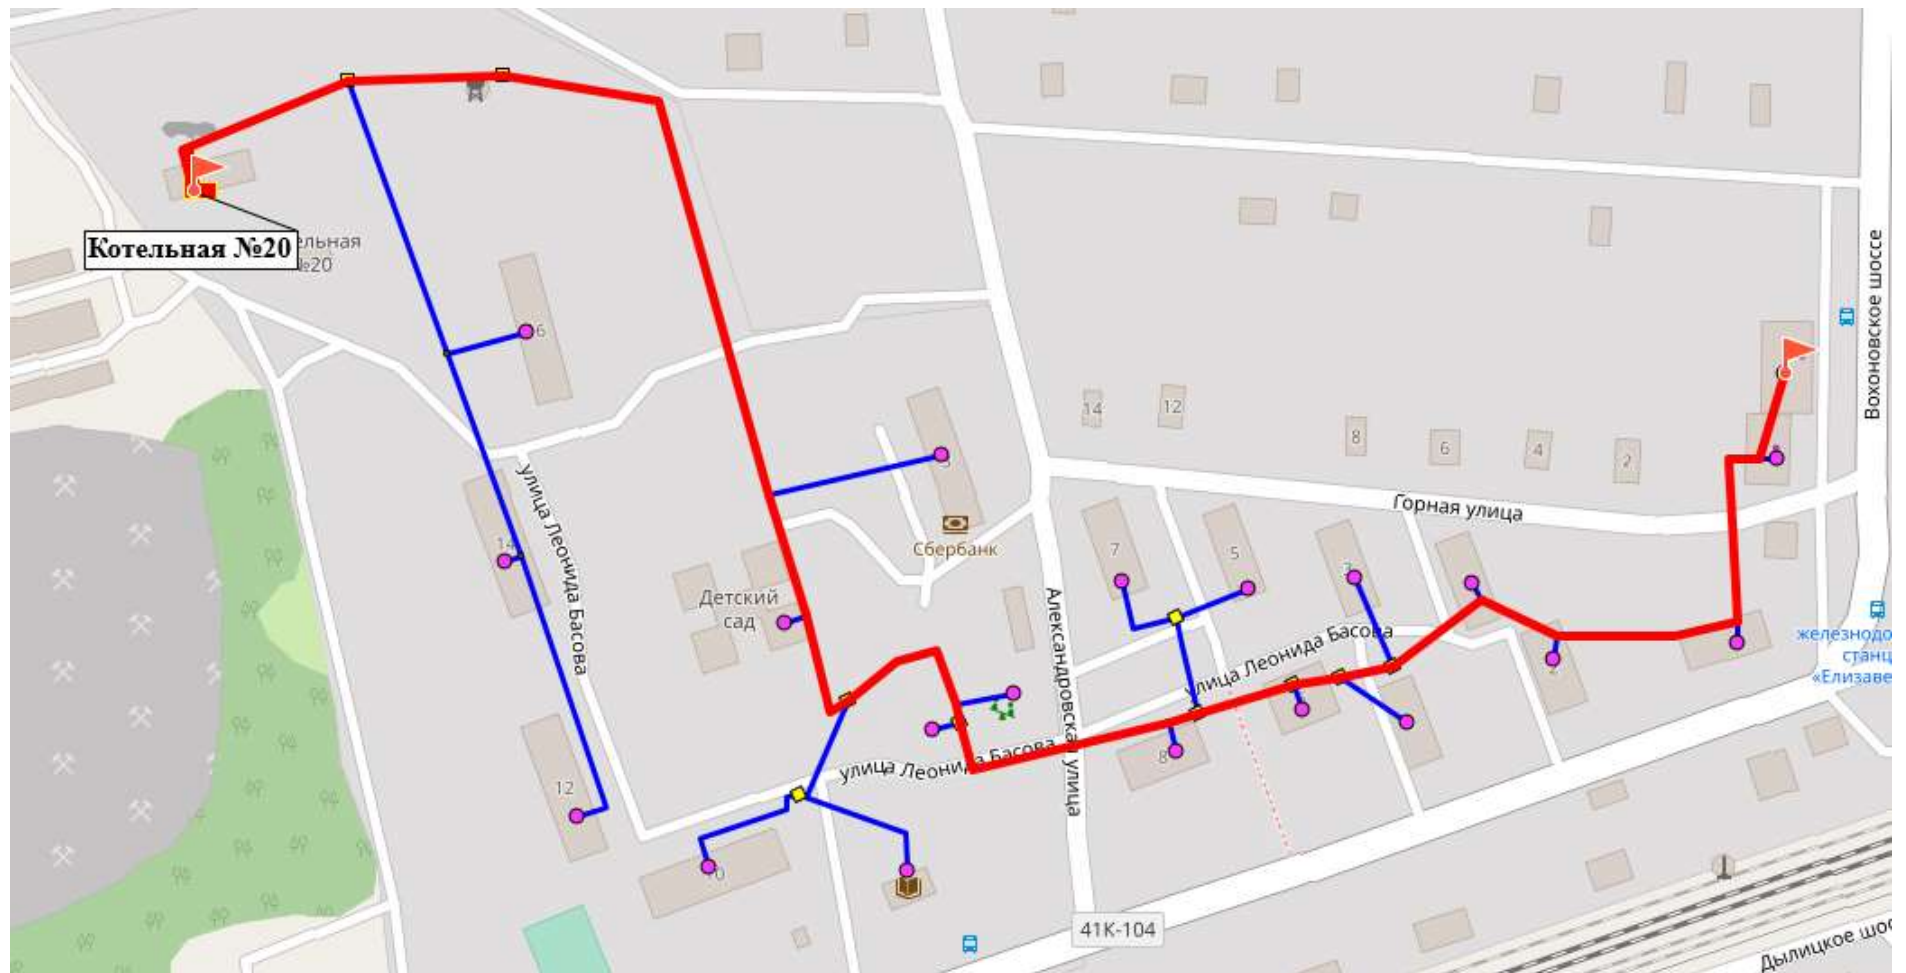 Котельная №20
ельная
№20
6
14
12
8
6
4
2
Вохоновское шоссе
Горная улица
улица Леонида Басова
Сбербанк
14
7
5
Детский
сад
Александровская улица
улица Леонида Басова
железнодо
станц
«Елизаве
2
улица Леонида Басова
8
12
10
41К-104
Дылицкое шос